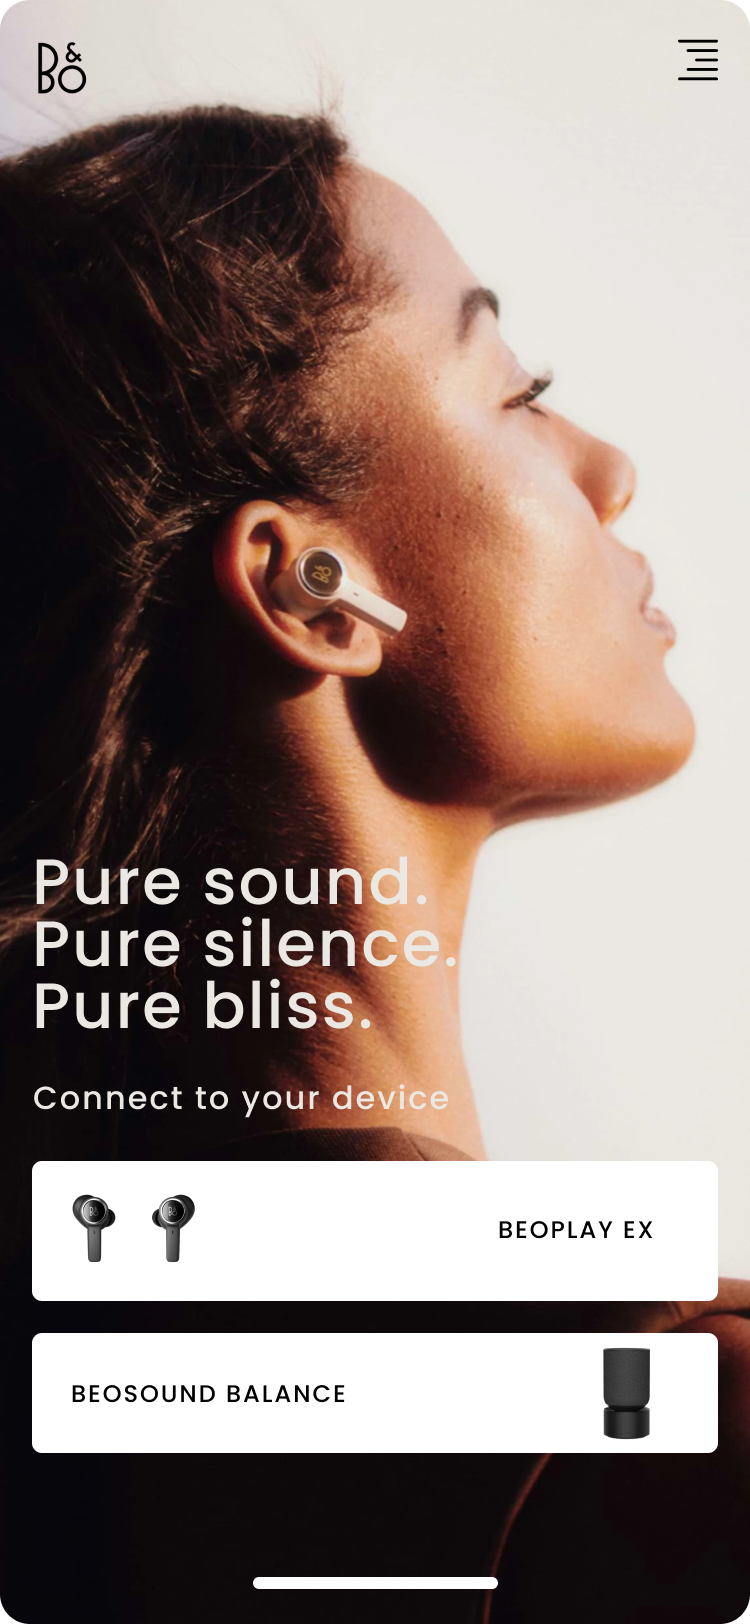 B&O
Pure sound.
Pure silence.
Pure bliss.
Connect to your device
BEOPLAY EX
BEOSOUND BALANCE